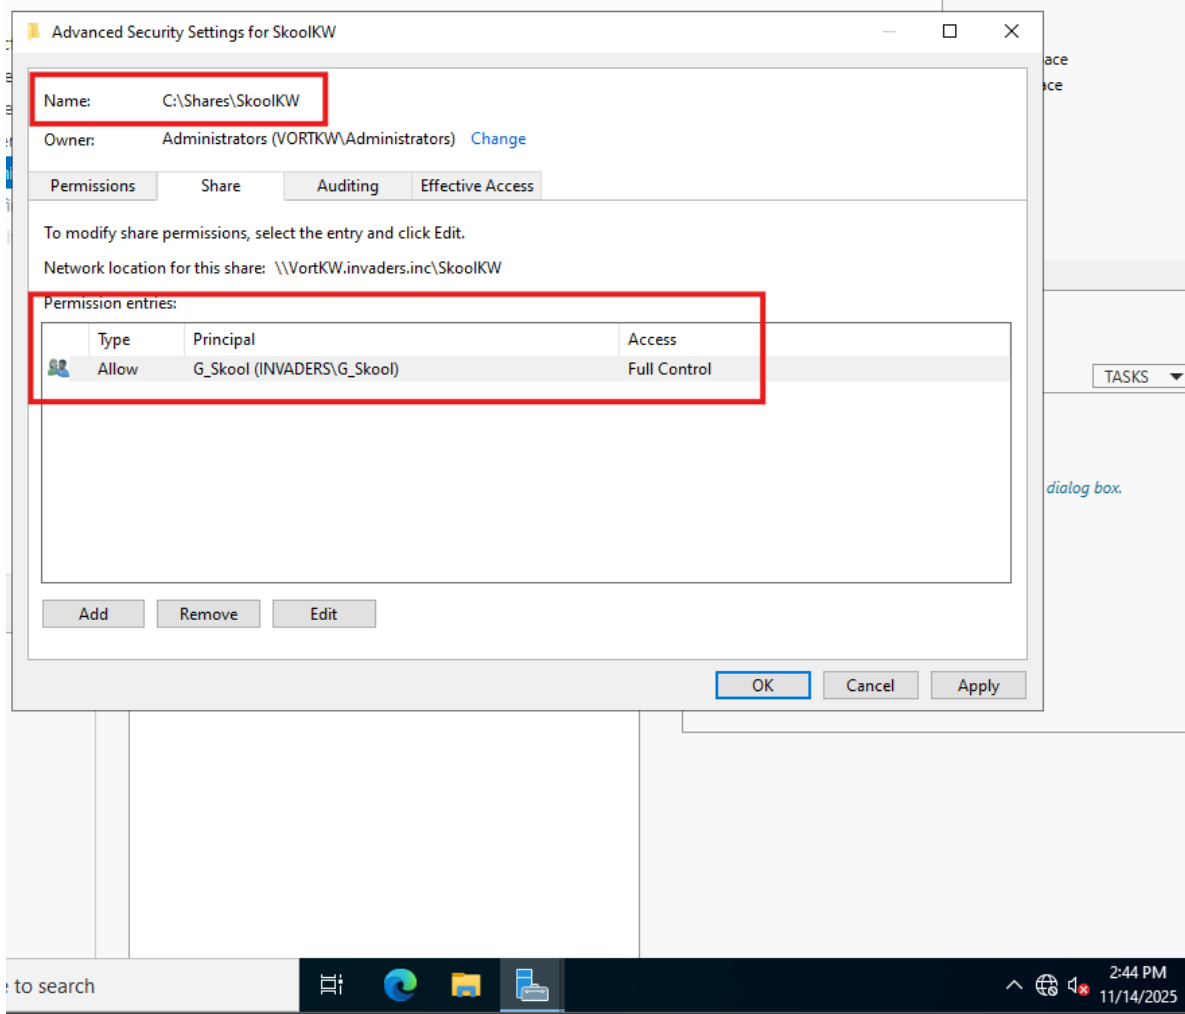 Advanced Security Settings for SkoolKW
Name: C:\Shares\SkoolKW
Owner: Administrators (VORTKW\Administrators) Change
Permissions Share Auditing Effective Access
To modify share permissions, select the entry and click Edit.
Network location for this share: \\VortKW.invaders.inc\SkoolKW
Permission entries:
Type Principal Access
Allow G_Skool (INVADERS\G_Skool) Full Control
Add Remove Edit
OK Cancel Apply
ace
ace
TASKS
dialog box.
to search
2:44 PM
11/14/2025